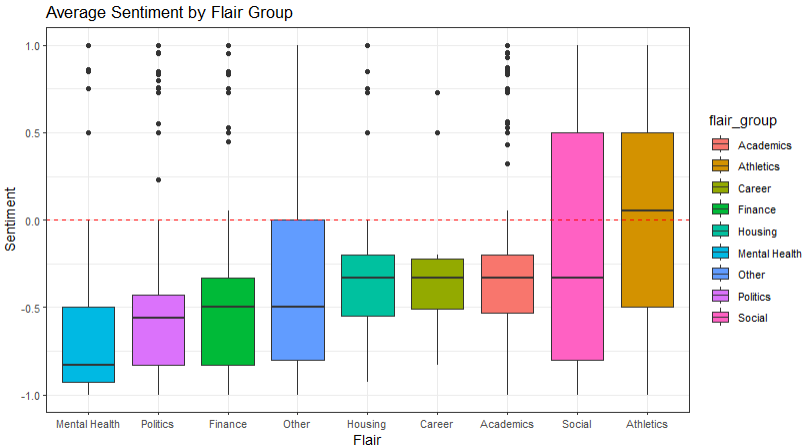 Average Sentiment by Flair Group
Sentiment
1.0
0.5
0.0
-0.5
-1.0
Mental Health Politics Finance Other Housing Career Academics Social Athletics
Flair
flair_group
Academics
Athletics
Career
Finance
Housing
Mental Health
Other
Politics
Social